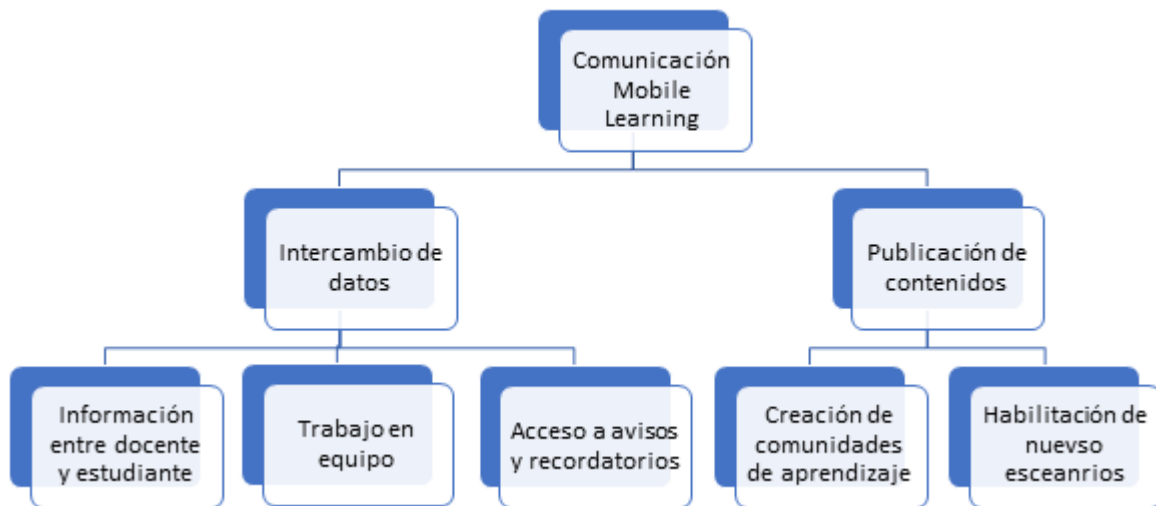 Comunicación
Mobile
Learning
Intercambio de
datos
Publicación de
contenidos
Información
entre docente
y estudiante
Trabajo en
equipo
Acceso a avisos
y recordatorios
Creación de
comunidades
de aprendizaje
Habilitación de
nuevso
esceanrios